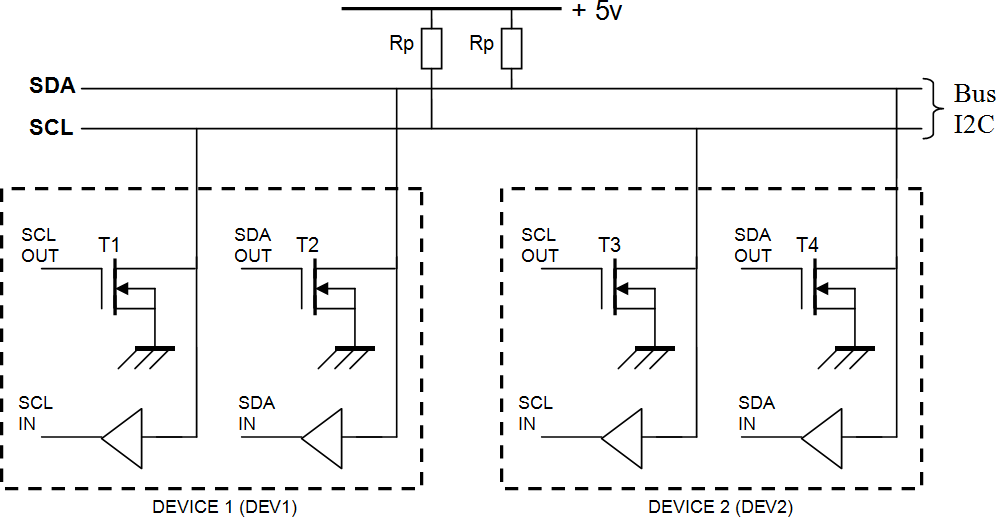 + 5v
Rp
Rp
SDA
SCL
Bus
I2C
SCL
OUT
T1
SDA
OUT
T2
SCL
OUT
T3
SDA
OUT
T4
SCL
IN
SDA
IN
SCL
IN
SDA
IN
DEVICE 1 (DEV1)
DEVICE 2 (DEV2)